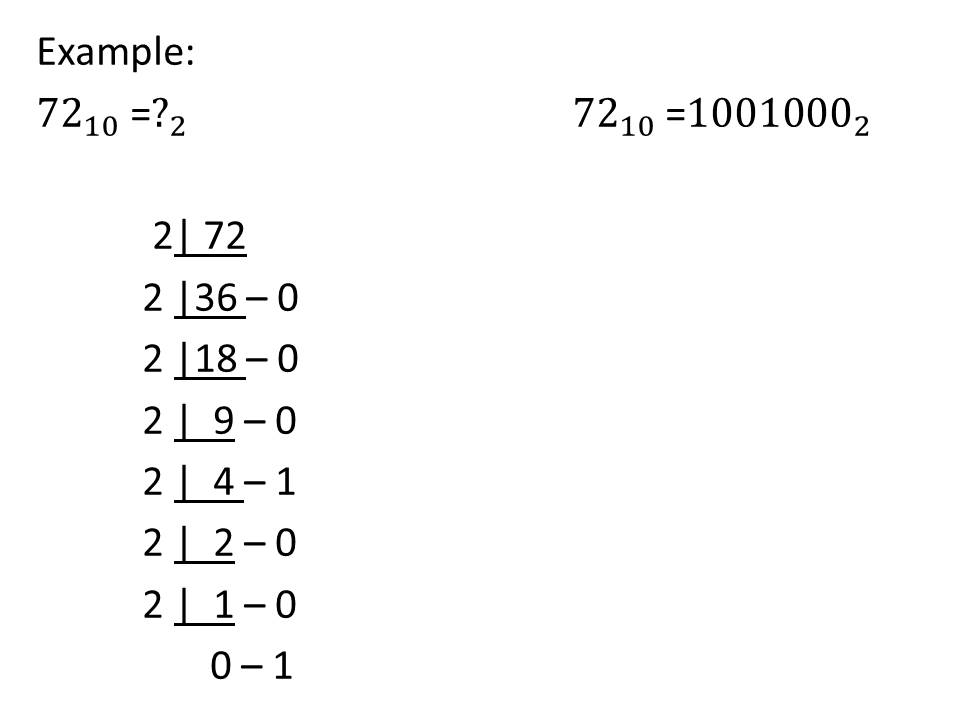 Example:
72₁₀ =?₂
72₁₀ =1001000₂
2| 72
2 |36 – 0
2 |18 – 0
2 | 9 – 0
2 | 4 – 1
2 | 2 – 0
2 | 1 – 0
0 – 1